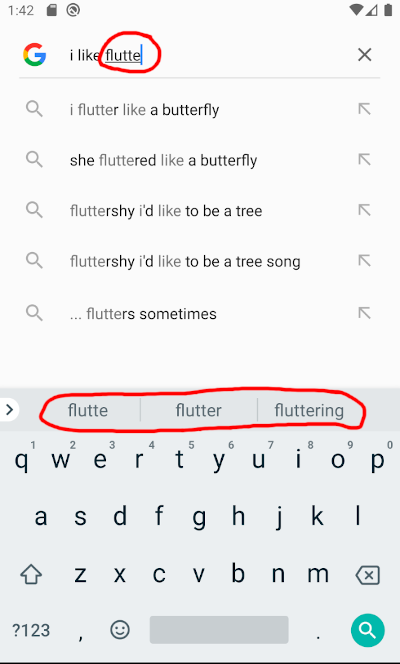 1:42
i like flutte
i flutter like a butterfly
she fluttered like a butterfly
fluttershy i'd like to be a tree
fluttershy i'd like to be a tree song
... flutters sometimes
flutte flutter fluttering
1 2 3 4 5 6 7 8 9 0
q w e r t y u i o p
a s d f g h j k l
z x c v b n m
?123 , .